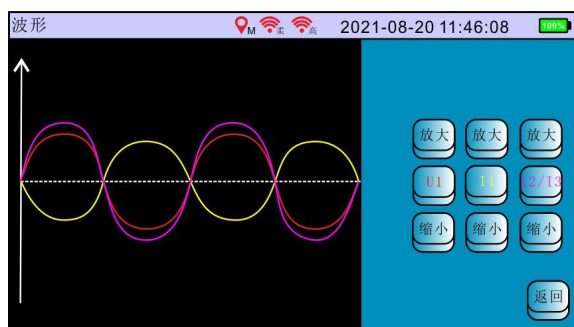 波形 M 柔 高 2021-08-20 11:46:08 100%
放大 放大 放大
U1 I1 I2/I3
缩小 缩小 缩小
返回